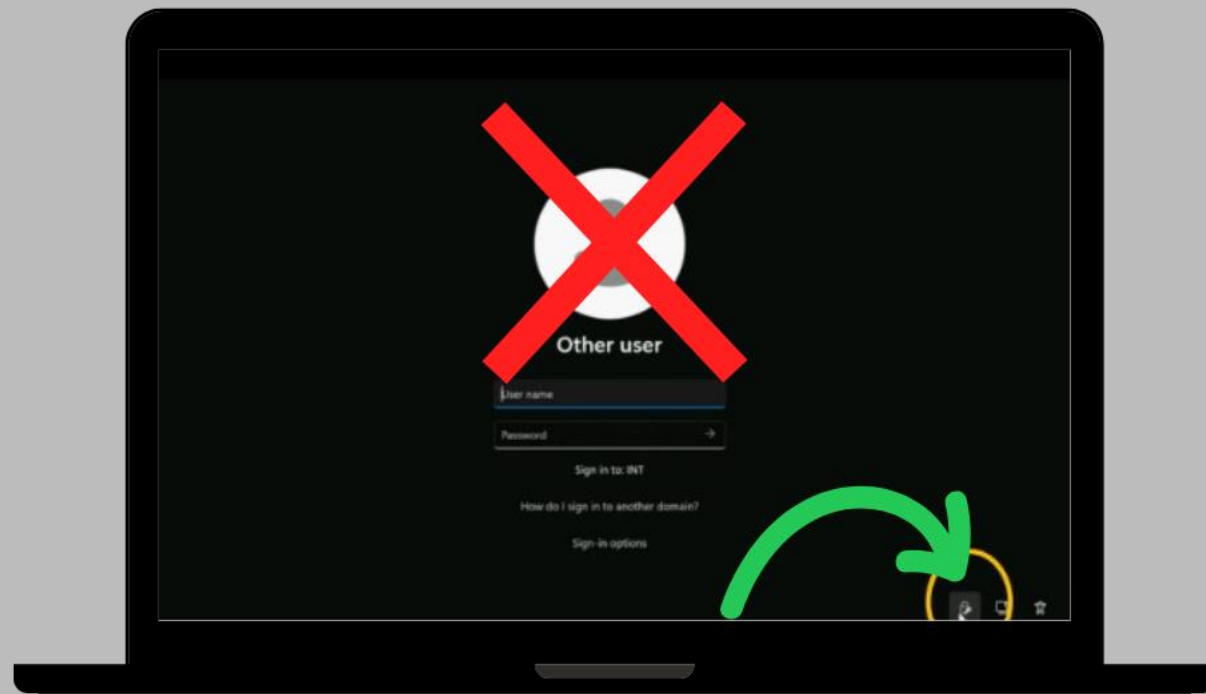 Other user
User name
Password
Sign in to: INT
How do I sign in to another domain?
Sign-in options